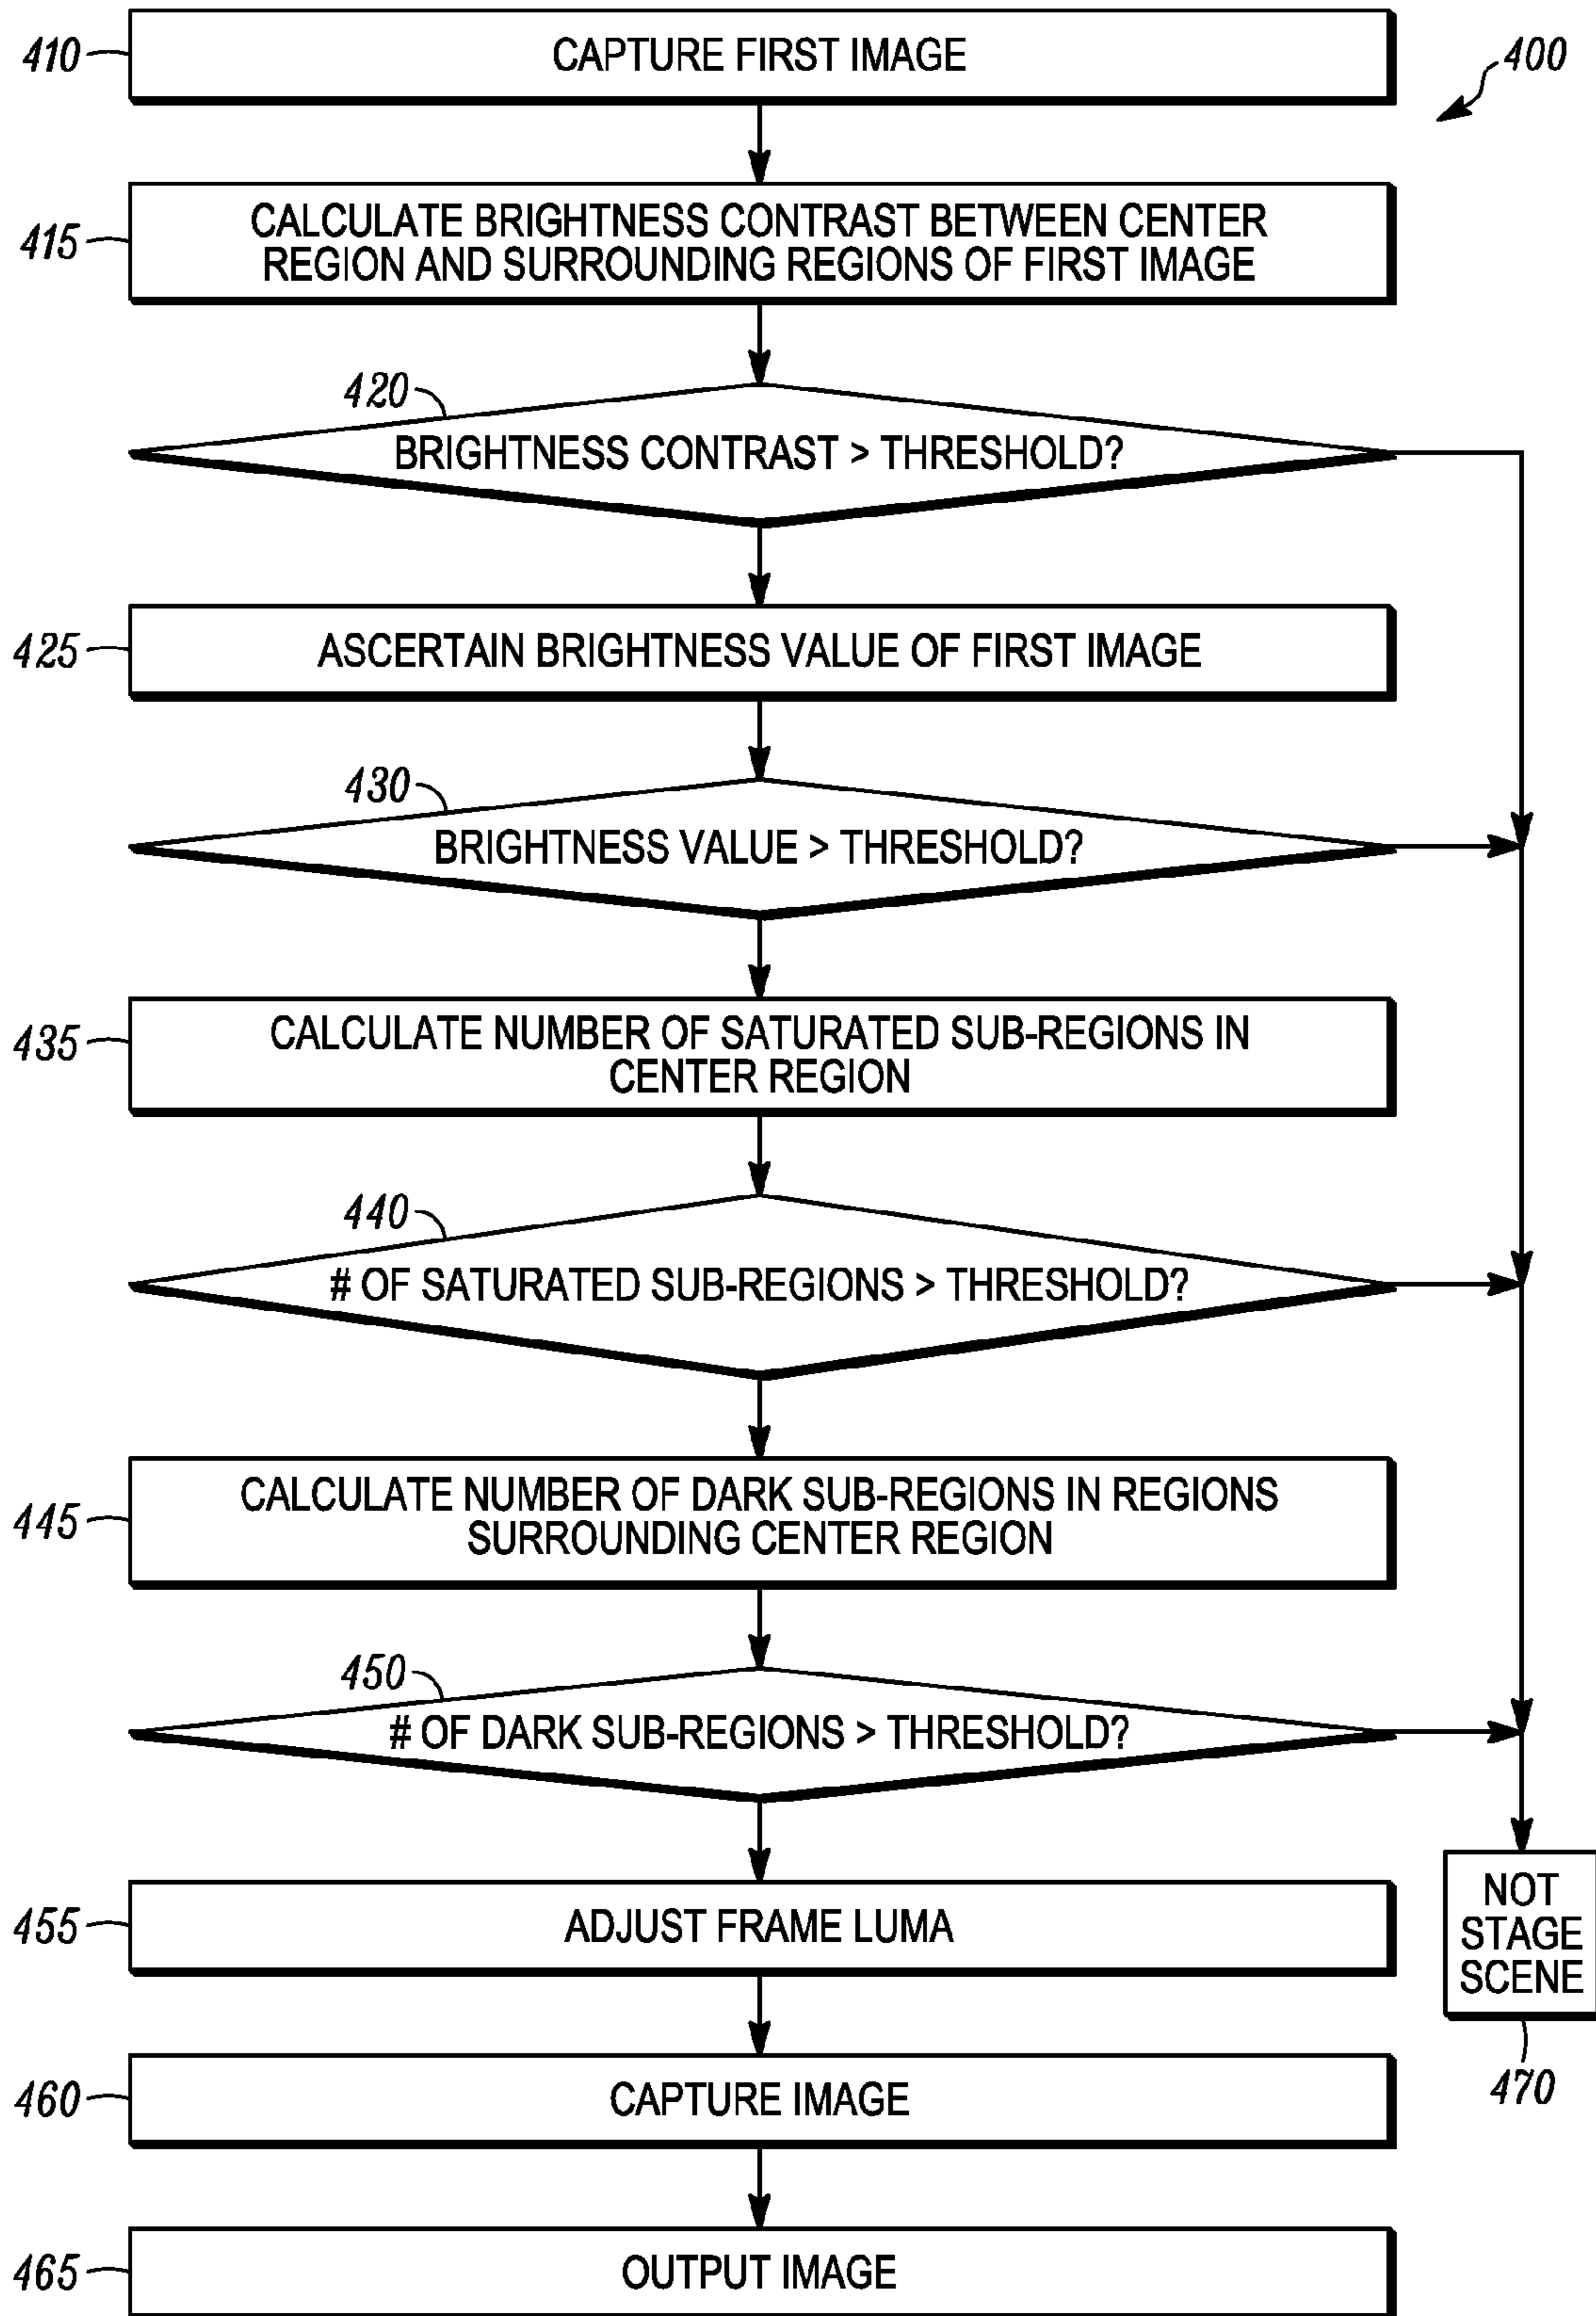 410
CAPTURE FIRST IMAGE
400
415
CALCULATE BRIGHTNESS CONTRAST BETWEEN CENTER
REGION AND SURROUNDING REGIONS OF FIRST IMAGE
420
BRIGHTNESS CONTRAST > THRESHOLD?
425
ASCERTAIN BRIGHTNESS VALUE OF FIRST IMAGE
430
BRIGHTNESS VALUE > THRESHOLD?
435
CALCULATE NUMBER OF SATURATED SUB-REGIONS IN
CENTER REGION
440
# OF SATURATED SUB-REGIONS > THRESHOLD?
445
CALCULATE NUMBER OF DARK SUB-REGIONS IN REGIONS
SURROUNDING CENTER REGION
450
# OF DARK SUB-REGIONS > THRESHOLD?
455
ADJUST FRAME LUMA
NOT
STAGE
SCENE
470
460
CAPTURE IMAGE
465
OUTPUT IMAGE